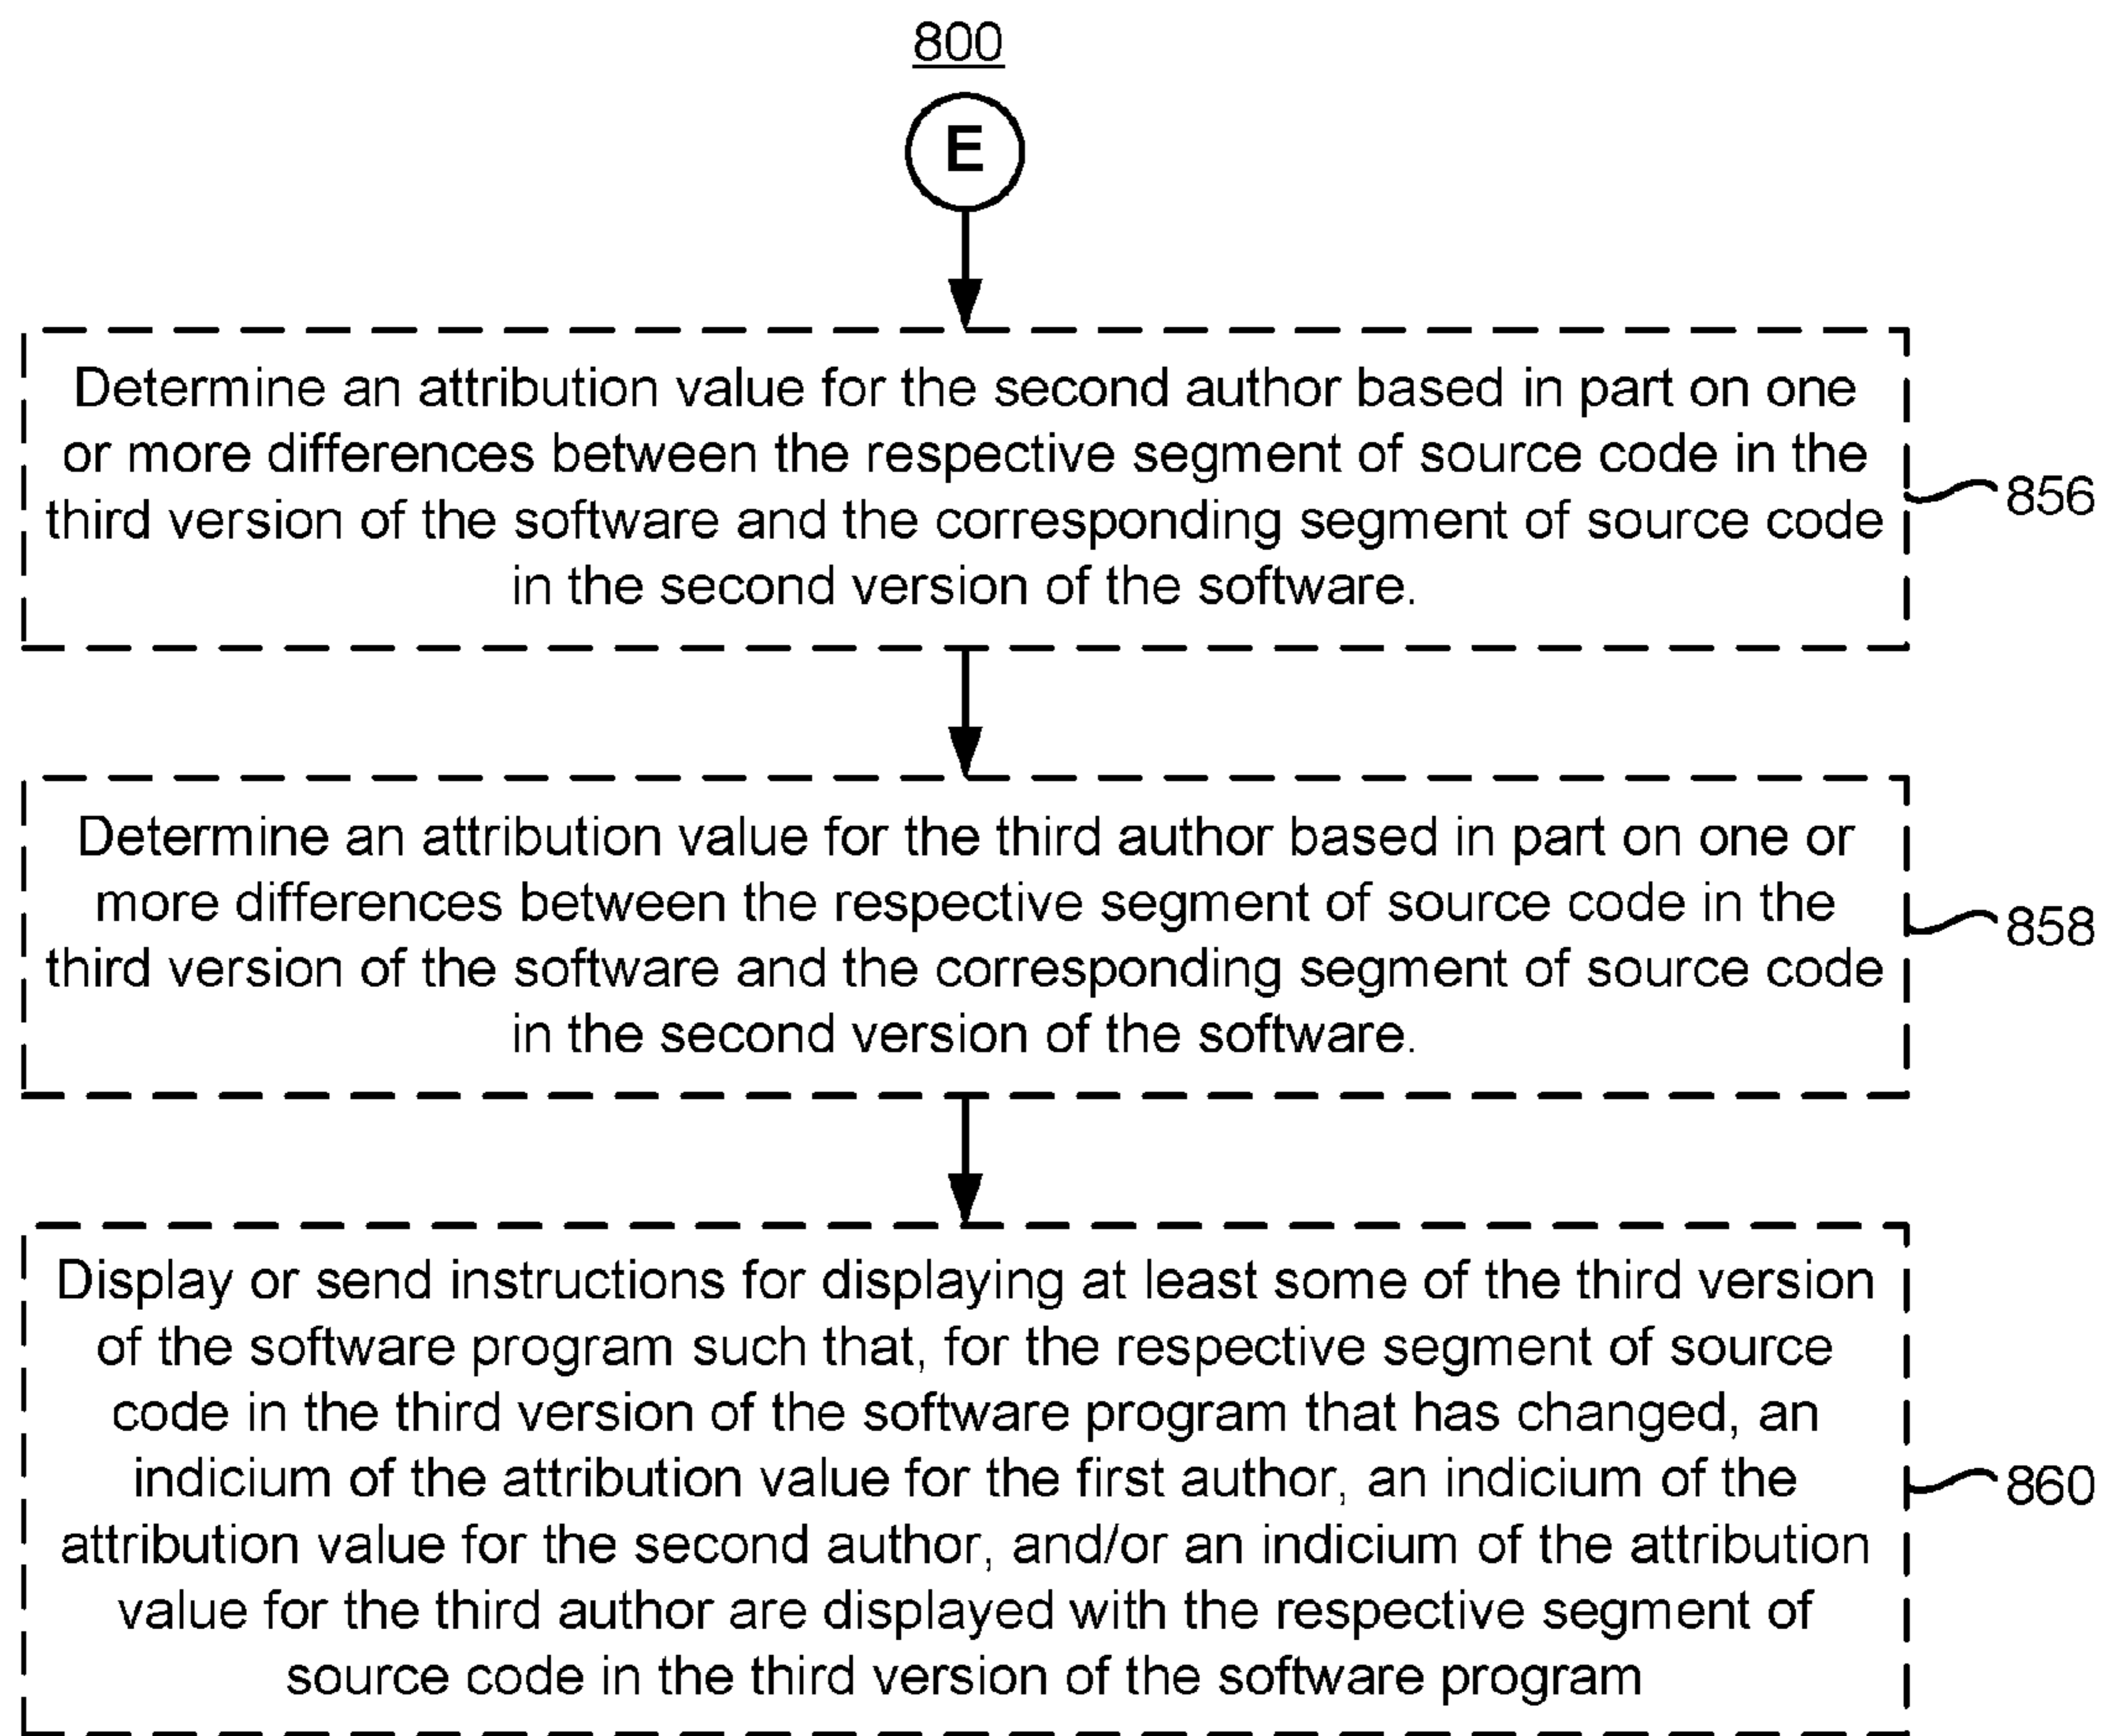 800
E
Determine an attribution value for the second author based in part on one
or more differences between the respective segment of source code in the
third version of the software and the corresponding segment of source code
in the second version of the software.
856
Determine an attribution value for the third author based in part on one or
more differences between the respective segment of source code in the
third version of the software and the corresponding segment of source code
in the second version of the software.
858
Display or send instructions for displaying at least some of the third version
of the software program such that, for the respective segment of source
code in the third version of the software program that has changed, an
indicium of the attribution value for the first author, an indicium of the
attribution value for the second author, and/or an indicium of the attribution
value for the third author are displayed with the respective segment of
source code in the third version of the software program
860